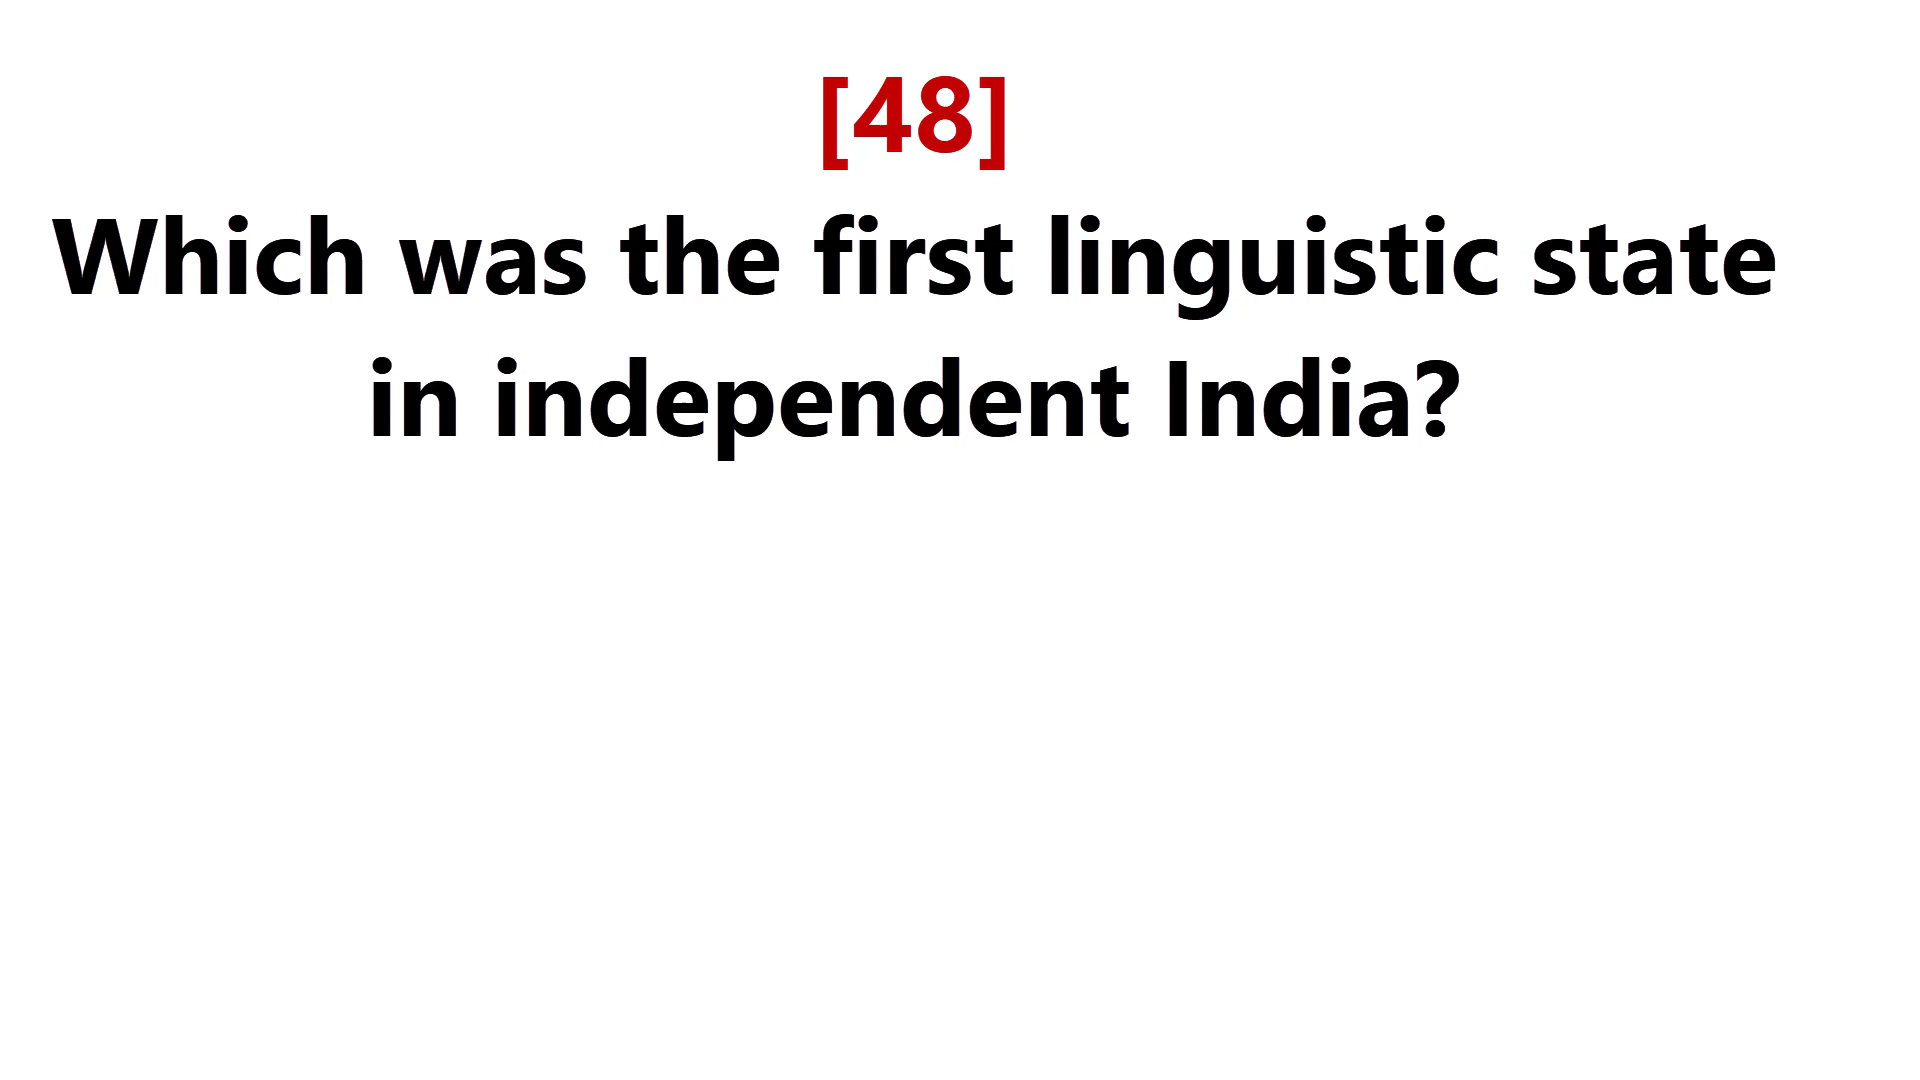 [48]
Which was the first linguistic state
in independent India?